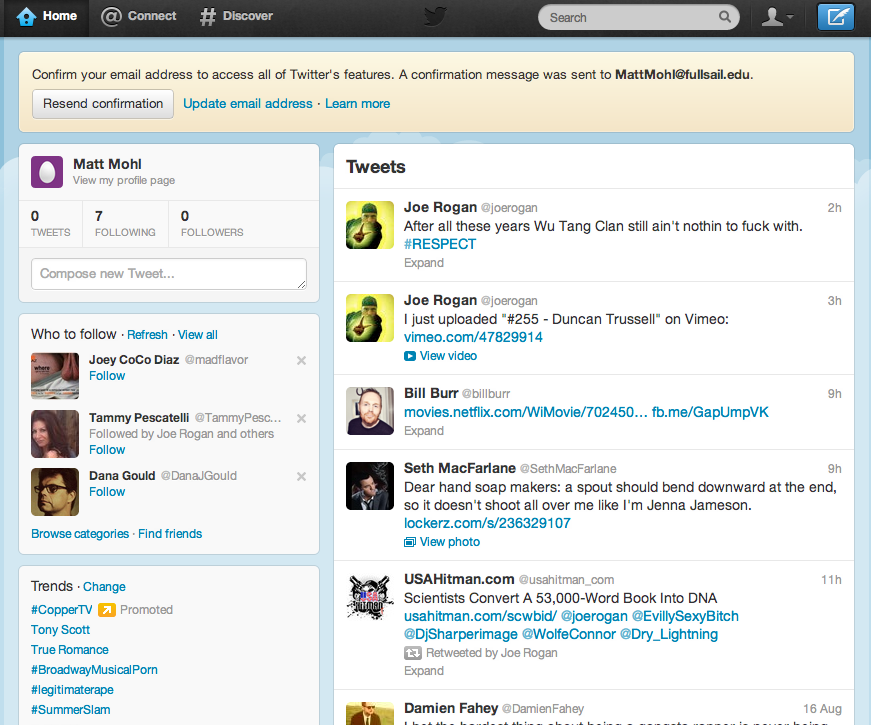 Home
Connect
Discover
Search
Confirm your email address to access all of Twitter's features. A confirmation message was sent to MattMohl@fullsail.edu.
Resend confirmation
Update email address · Learn more
Matt Mohl
View my profile page
0
TWEETS
7
FOLLOWING
0
FOLLOWERS
Compose new Tweet...
Who to follow · Refresh · View all
Joey CoCo Diaz @madflavor
Follow
Tammy Pescatelli @TammyPesc...
Followed by Joe Rogan and others
Follow
Dana Gould @DanaJGould
Follow
Browse categories · Find friends
Trends · Change
#CopperTV Promoted
Tony Scott
True Romance
#BroadwayMusicalPorn
#legitimaterape
#SummerSlam
Tweets
Joe Rogan @joerogan 2h
After all these years Wu Tang Clan still ain't nothin to fuck with.
#RESPECT
Expand
Joe Rogan @joerogan 3h
I just uploaded "#255 - Duncan Trussell" on Vimeo:
vimeo.com/47829914
View video
Bill Burr @billburr 9h
movies.netflix.com/WiMovie/702450... fb.me/GapUmpVK
Expand
Seth MacFarlane @SethMacFarlane 9h
Dear hand soap makers: a spout should bend downward at the end,
so it doesn't shoot all over me like I'm Jenna Jameson.
lockerz.com/s/236329107
View photo
USAHitman.com @usahitman_com 11h
Scientists Convert A 53,000-Word Book Into DNA
usahitman.com/scwbid/ @joerogan @EvillySexyBitch
@DjSharperimage @WolfeConnor @Dry_Lightning
Retweeted by Joe Rogan
Expand
Damien Fahey @DamienFahey 16 Aug